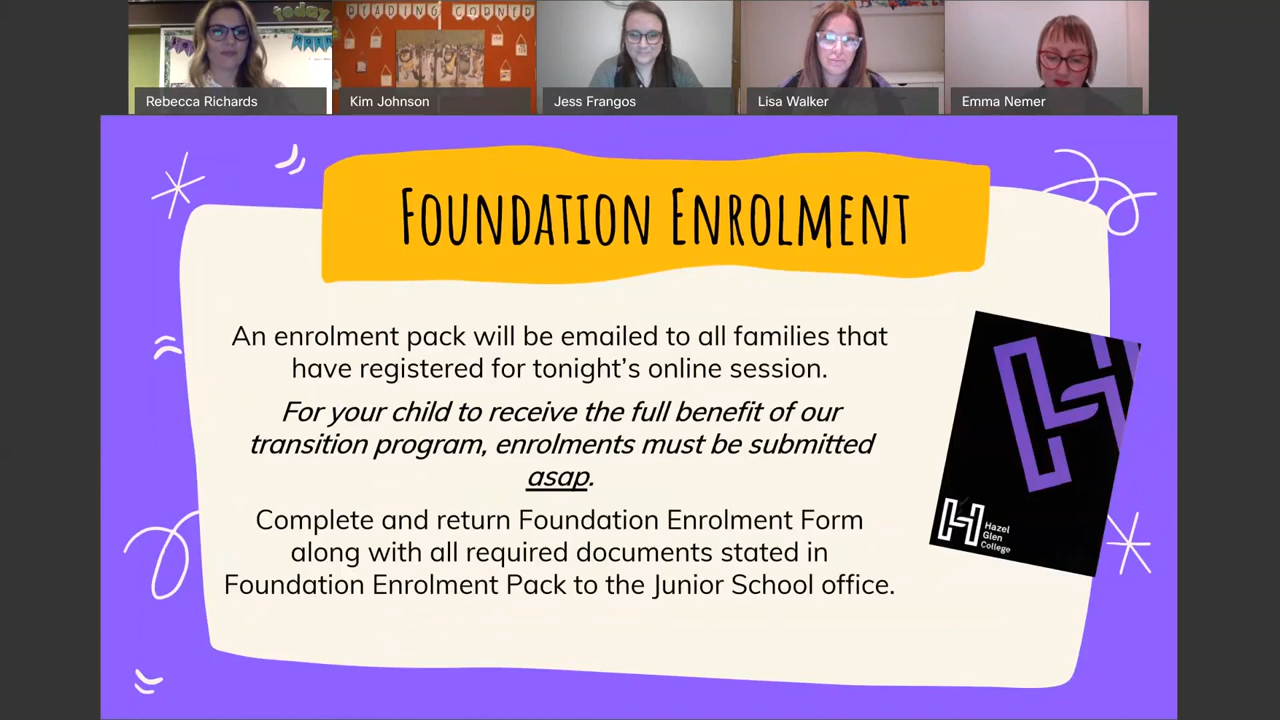 Today
READING CORNER
Rebecca Richards
Kim Johnson
Jess Frangos
Lisa Walker
Emma Nemer
FOUNDATION ENROLMENT
An enrolment pack will be emailed to all families that
have registered for tonight's online session.
For your child to receive the full benefit of our
transition program, enrolments must be submitted
asap.
Complete and return Foundation Enrolment Form
along with all required documents stated in
Foundation Enrolment Pack to the Junior School office.
Hazel
Glen
College